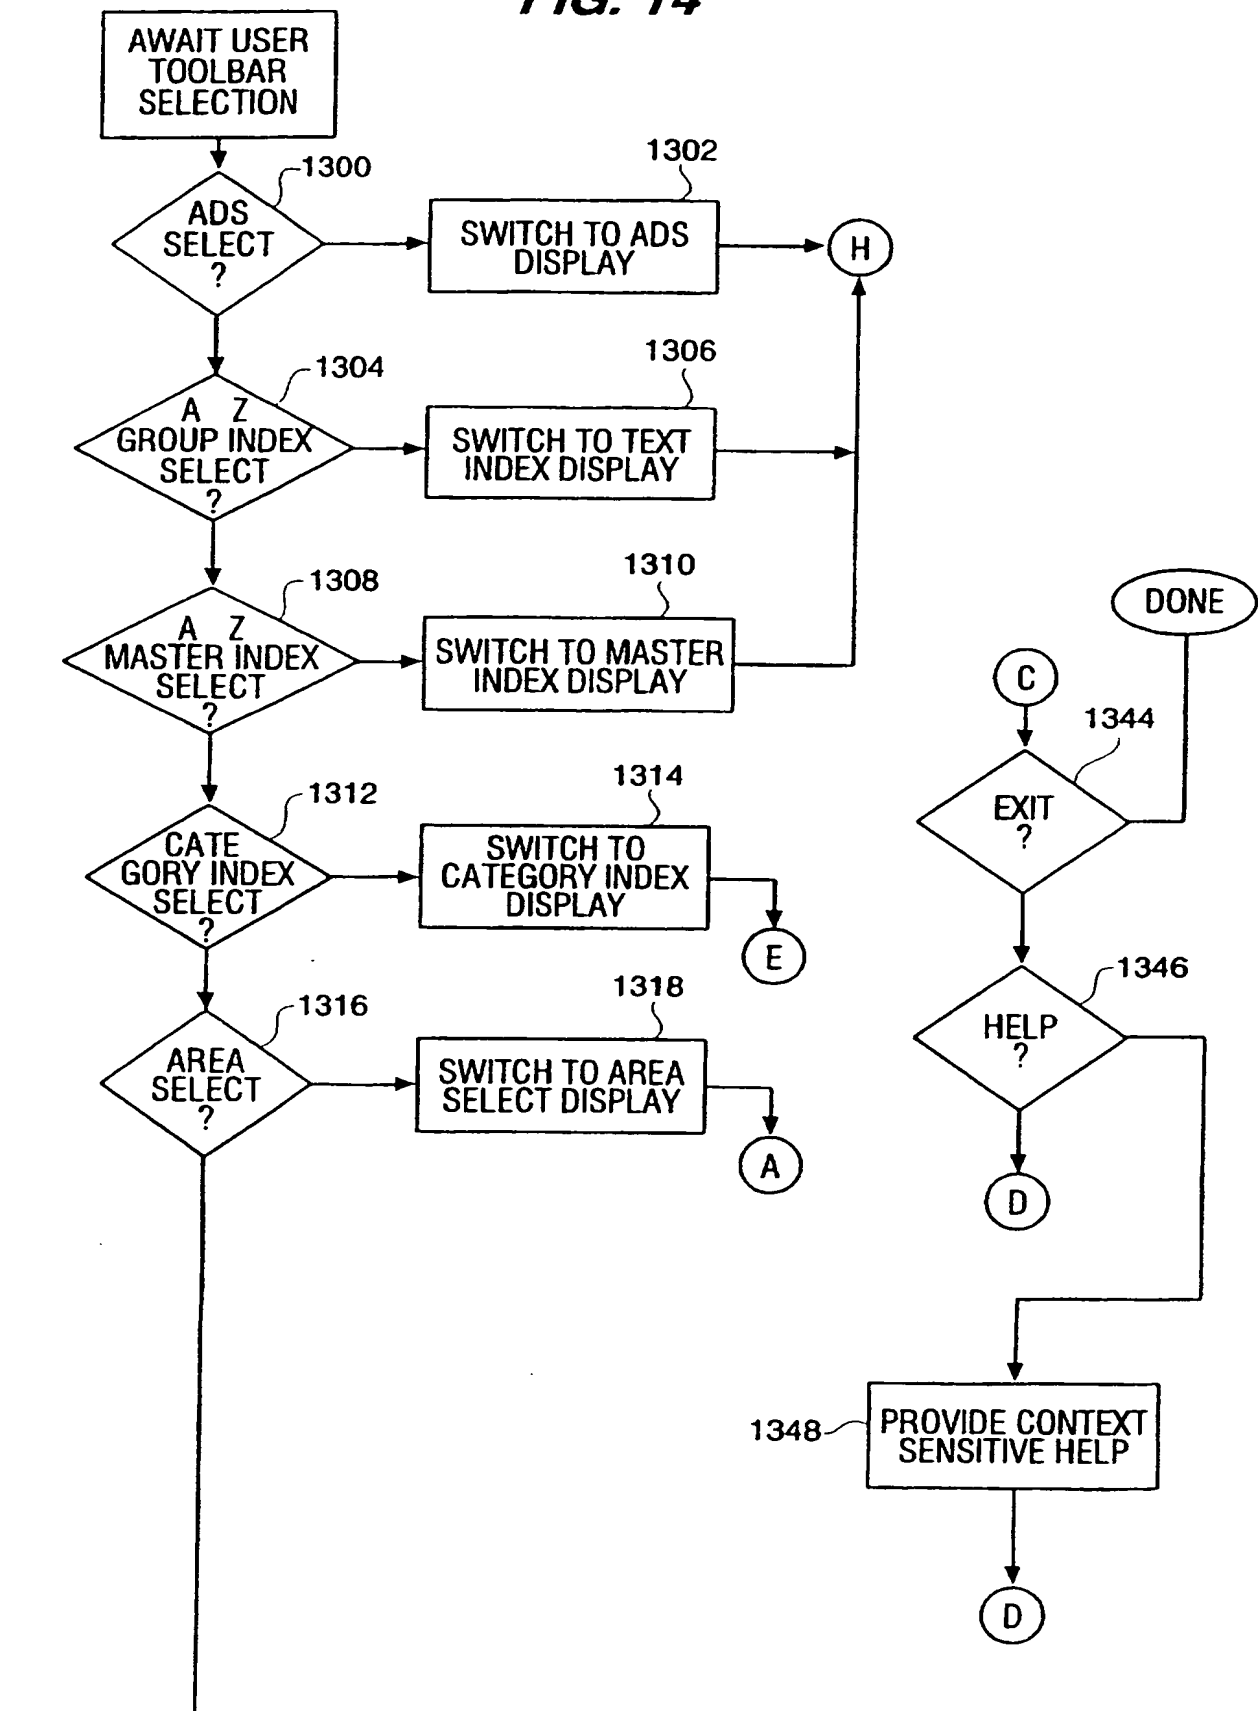 FIG. 14
AWAIT USER
TOOLBAR
SELECTION
1300
ADS
SELECT
?
1302
SWITCH TO ADS
DISPLAY
H
1304
A Z
GROUP INDEX
SELECT
?
1306
SWITCH TO TEXT
INDEX DISPLAY
1308
A Z
MASTER INDEX
SELECT
?
1310
SWITCH TO MASTER
INDEX DISPLAY
1312
CATE
GORY INDEX
SELECT
?
1314
SWITCH TO
CATEGORY INDEX
DISPLAY
E
1316
AREA
SELECT
?
1318
SWITCH TO AREA
SELECT DISPLAY
A
DONE
C
1344
EXIT
?
1346
HELP
?
D
1348
PROVIDE CONTEXT
SENSITIVE HELP
D